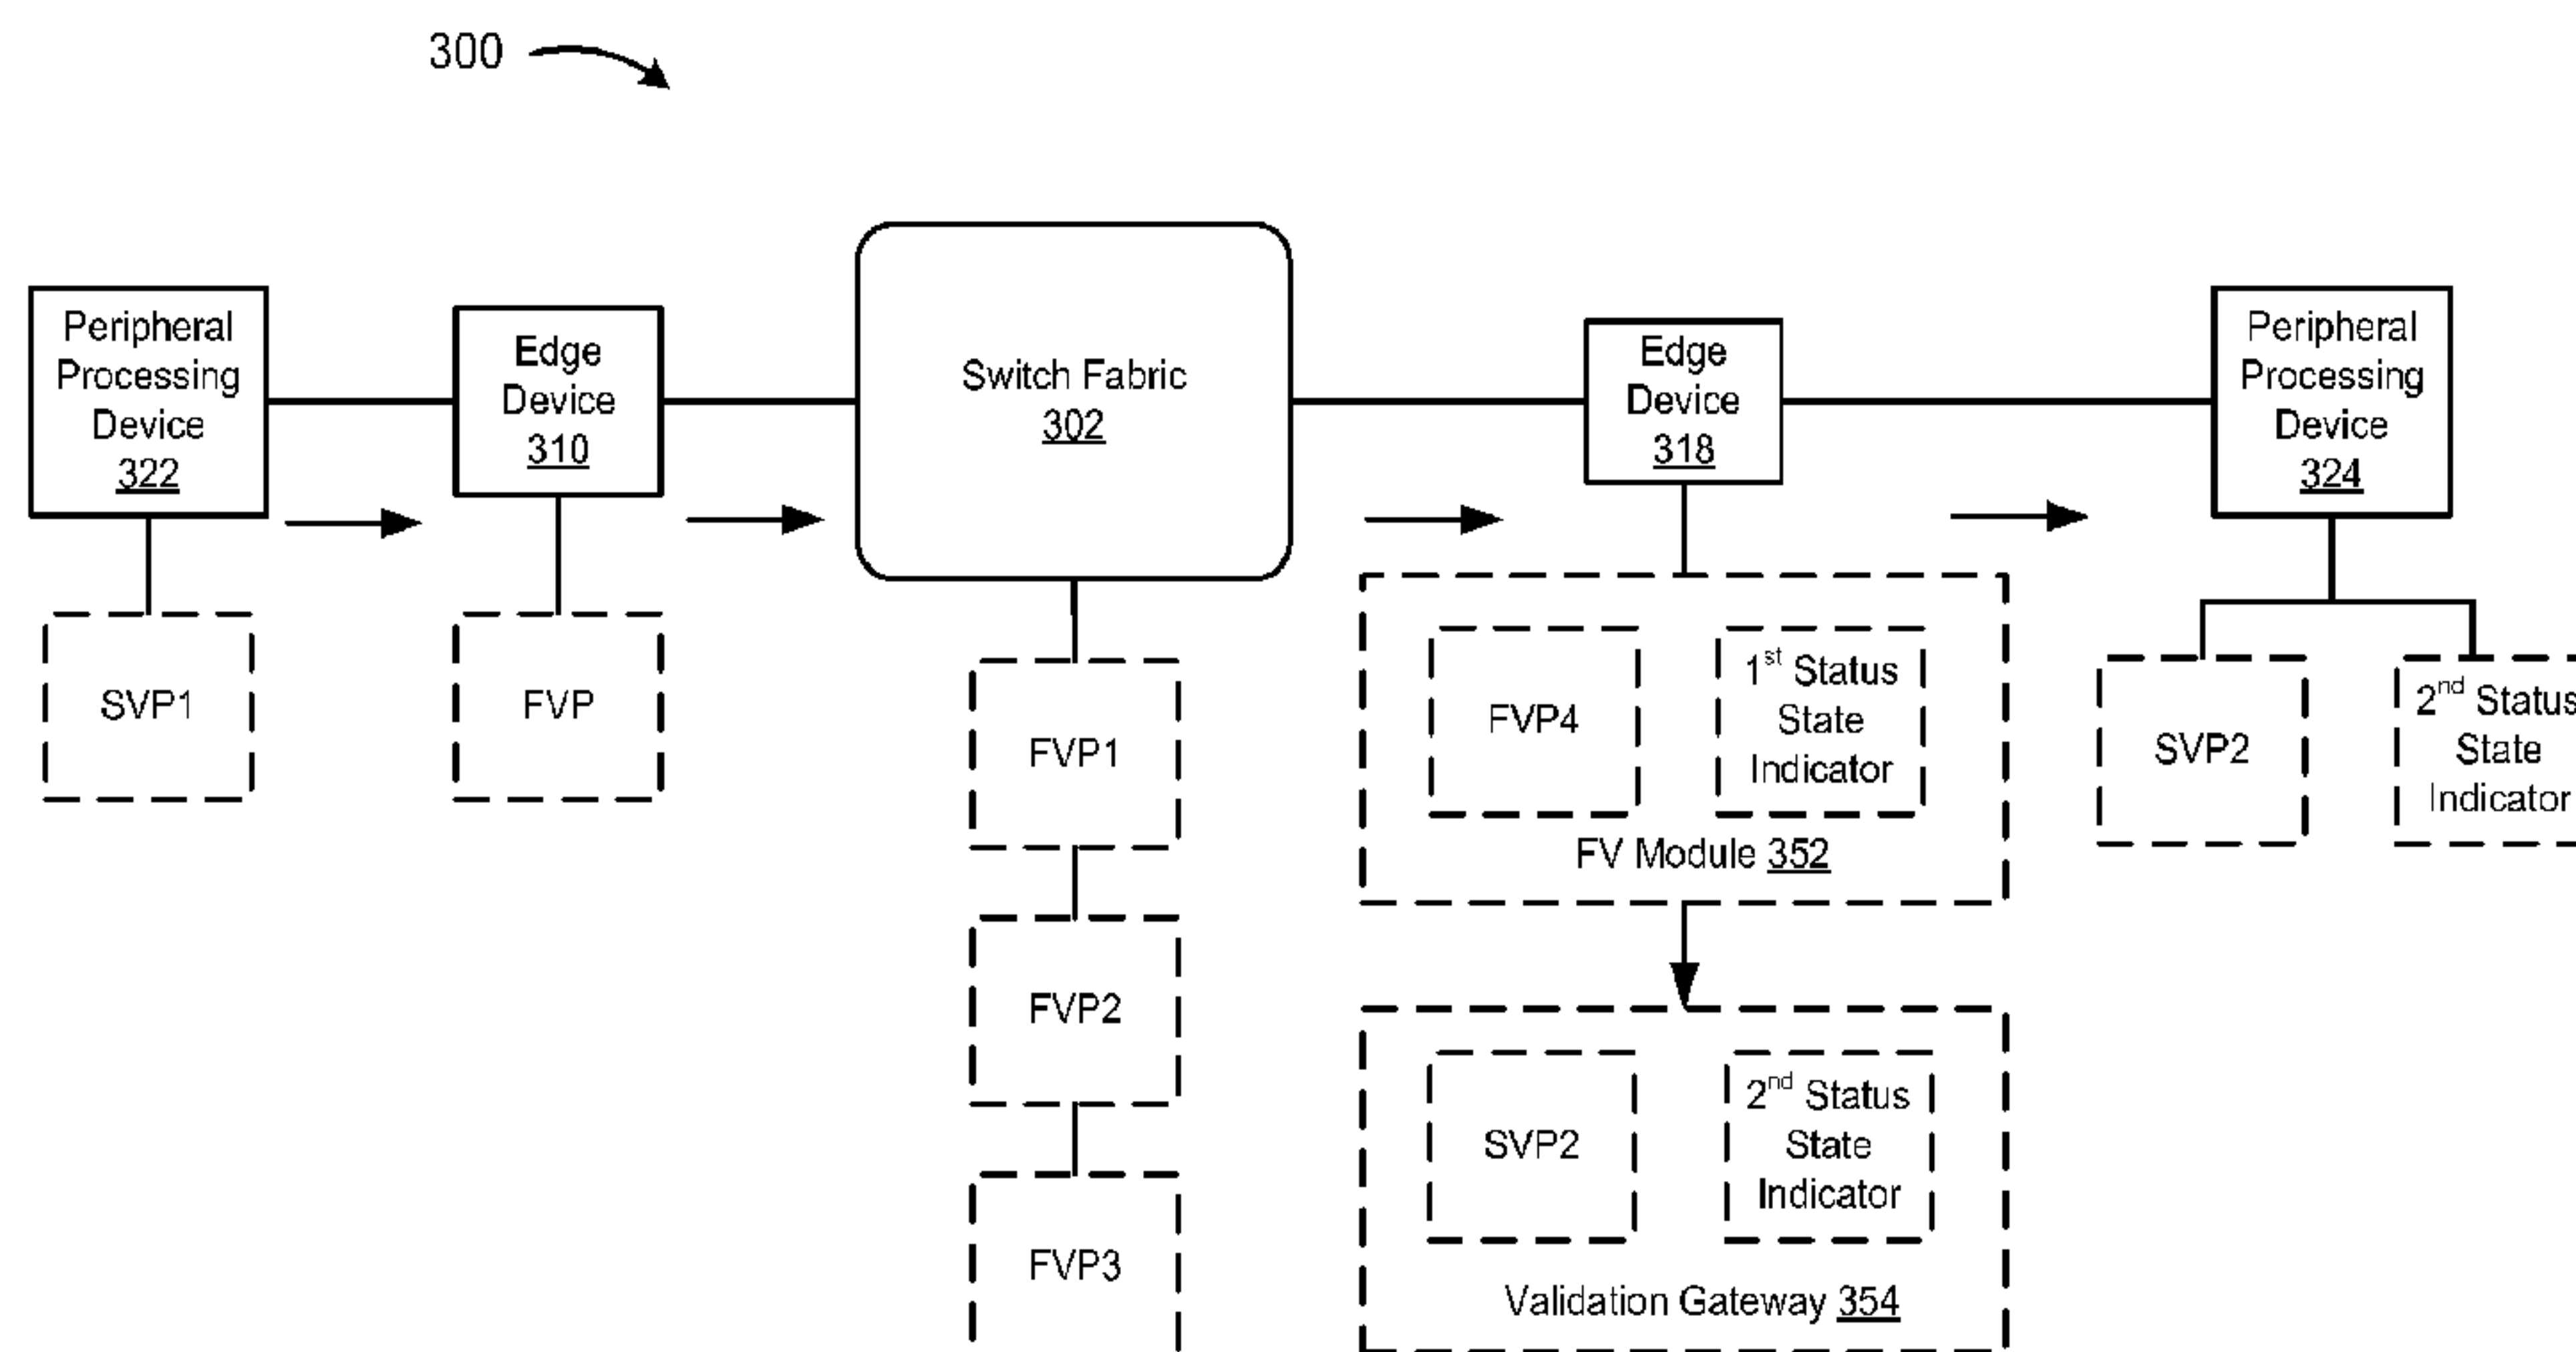 300
Peripheral
Processing
Device
322
Edge
Device
310
Switch Fabric
302
Edge
Device
318
Peripheral
Processing
Device
324
SVP1
FVP
FVP1
FVP2
FVP3
FVP4
1st Status
State
Indicator
FV Module 352
SVP2
2nd Status
State
Indicator
Validation Gateway 354
SVP2
2nd Status
State
Indicator